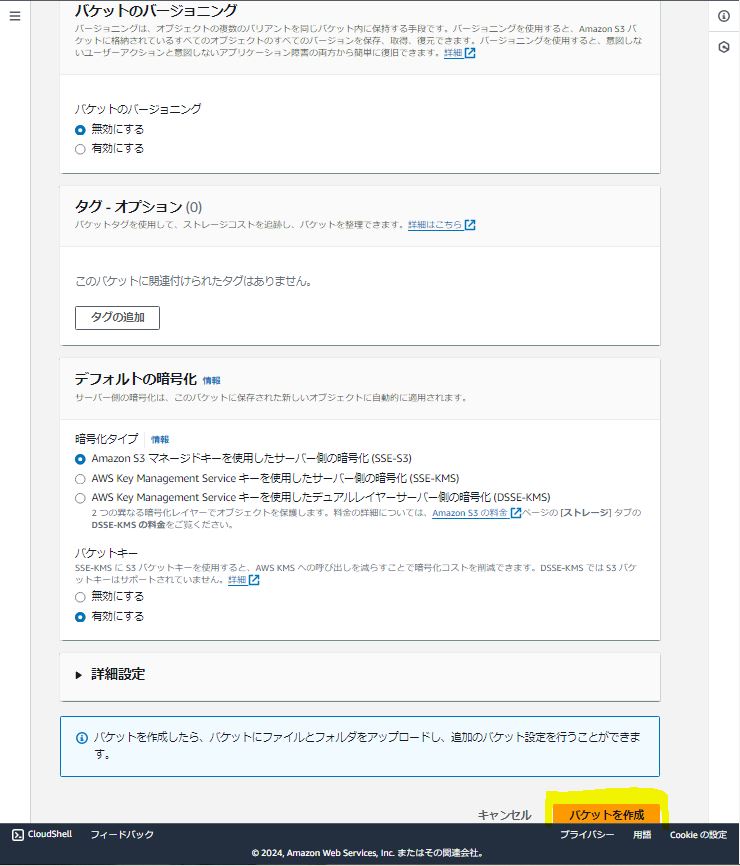 バケットのバージョニング
バージョニングは、オブジェクトの複数のバリアントを同じバケット内に保持する手段です。バージョニングを使用すると、Amazon S3 バ
ケットに格納されているすべてのオブジェクトのすべてのバージョンを保存、取得、復元できます。バージョニングを使用すると、意図しな
いユーザーアクションと意図しないアプリケーション障害の両方から簡単に復旧できます。詳細
バケットのバージョニング
無効にする
有効にする
タグ - オプション (0)
バケットタグを使用して、ストレージコストを追跡し、バケットを整理できます。詳細はこちら
このバケットに関連付けられたタグはありません。
タグの追加
デフォルトの暗号化 情報
サーバー側の暗号化は、このバケットに保存された新しいオブジェクトに自動的に適用されます。
暗号化タイプ 情報
Amazon S3 マネージドキーを使用したサーバー側の暗号化 (SSE-S3)
AWS Key Management Service キーを使用したサーバー側の暗号化 (SSE-KMS)
AWS Key Management Service キーを使用したデュアルレイヤーサーバー側の暗号化 (DSSE-KMS)
2 つの異なる暗号化レイヤーでオブジェクトを保護します。料金の詳細については、Amazon S3 の料金 ページの [ストレージ] タブの
DSSE-KMS の料金をご覧ください。
バケットキー
SSE-KMS に S3 バケットキーを使用すると、AWS KMS への呼び出しを減らすことで暗号化コストを削減できます。DSSE-KMS では S3 バケ
ットキーはサポートされていません。詳細
無効にする
有効にする
詳細設定
バケットを作成したら、バケットにファイルとフォルダをアップロードし、追加のバケット設定を行うことができま
す。
キャンセル バケットを作成
CloudShell フィードバック プライバシー 用語 Cookie の設定
© 2024, Amazon Web Services, Inc. またはその関連会社。